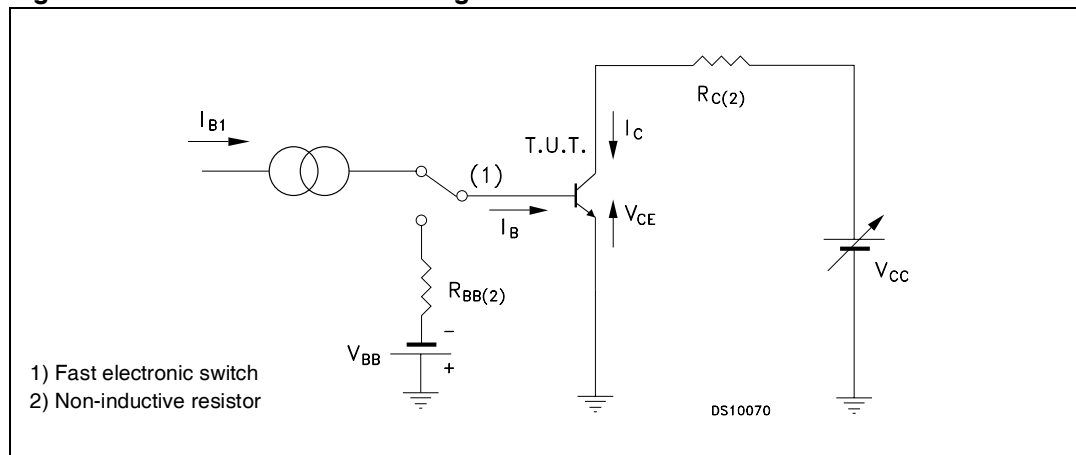 R_C(2)
I_B1
I_C
T.U.T.
(1)
I_B
V_CE
V_CC
R_BB(2)
V_BB
-
+
1) Fast electronic switch
2) Non-inductive resistor
DS10070